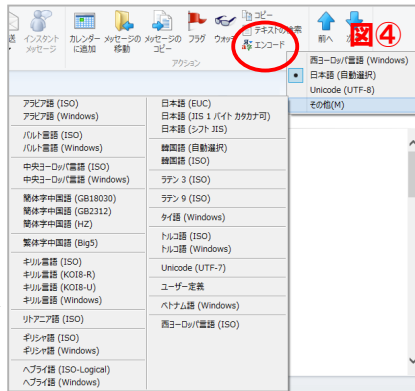 送
インスタント
メッセージ
カレンダー
に追加
メッセージの
移動
メッセージの
コピー
フラグ
ウォッチ
コピー
テキストの検索
エンコード
前へ
次
アクション
図④
西ヨーロッパ言語 (Windows)
日本語 (自動選択)
Unicode (UTF-8)
その他(M)
アラビア語 (ISO)
アラビア語 (Windows)
バルト言語 (ISO)
バルト言語 (Windows)
中央ヨーロッパ言語 (ISO)
中央ヨーロッパ言語 (Windows)
簡体字中国語 (GB18030)
簡体字中国語 (GB2312)
簡体字中国語 (HZ)
繁体字中国語 (Big5)
キリル言語 (ISO)
キリル言語 (KOI8-R)
キリル言語 (KOI8-U)
キリル言語 (Windows)
リトアニア語 (ISO)
ギリシャ語 (ISO)
ギリシャ語 (Windows)
ヘブライ語 (ISO-Logical)
ヘブライ語 (Windows)
日本語 (EUC)
日本語 (JIS 1 バイト カタカナ可)
日本語 (シフト JIS)
韓国語 (自動選択)
韓国語 (ISO)
ラテン 3 (ISO)
ラテン 9 (ISO)
タイ語 (Windows)
トルコ語 (ISO)
トルコ語 (Windows)
Unicode (UTF-7)
ユーザー定義
ベトナム語 (Windows)
西ヨーロッパ言語 (ISO)